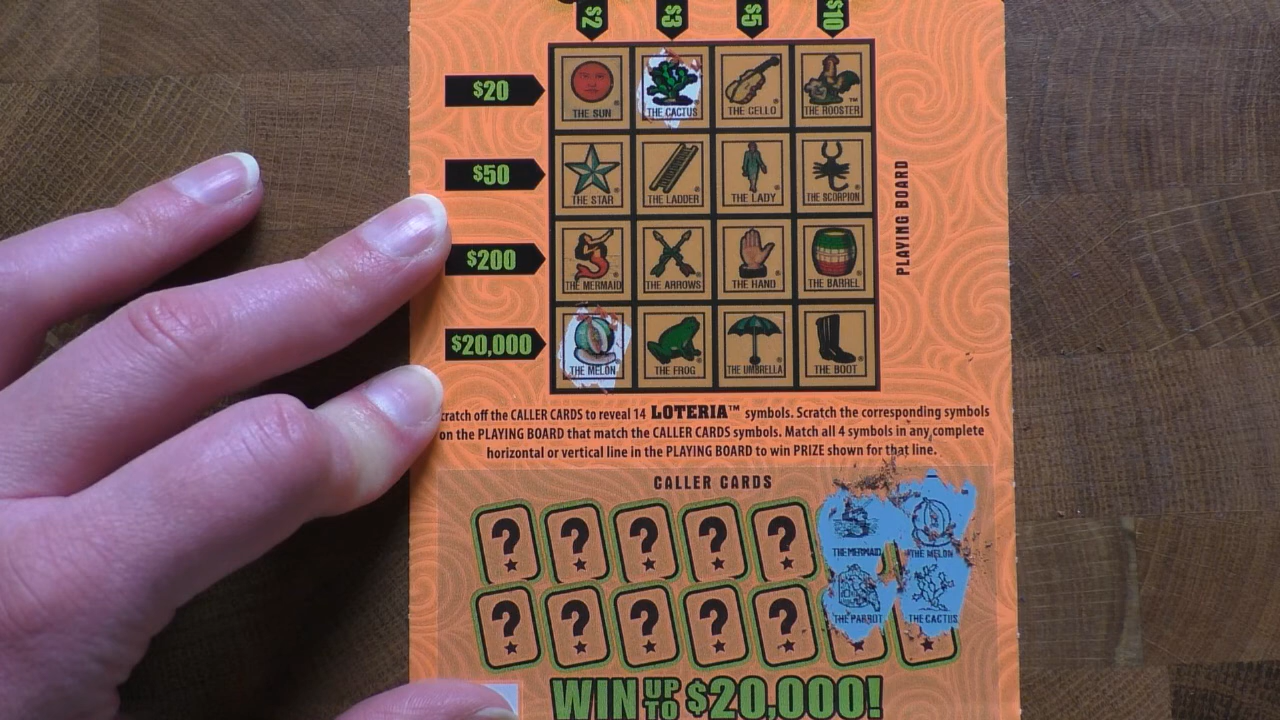 $2 $3 $5 $10
$20
THE SUN THE CACTUS THE CELLO THE ROOSTER™
$50
THE STAR THE LADDER THE LADY THE SCORPION
$200
THE MERMAID THE ARROWS THE HAND THE BARREL
$20,000
THE MELON THE FROG THE UMBRELLA THE BOOT
PLAYING BOARD
cratch off the CALLER CARDS to reveal 14 LOTERIA™ symbols. Scratch the corresponding symbols
on the PLAYING BOARD that match the CALLER CARDS symbols. Match all 4 symbols in any complete
horizontal or vertical line in the PLAYING BOARD to win PRIZE shown for that line.
CALLER CARDS
? ? ? ? ? THE MERMAID THE MELON
? ? ? ? ? THE PARROT THE CACTUS
WIN UP TO $20,000!